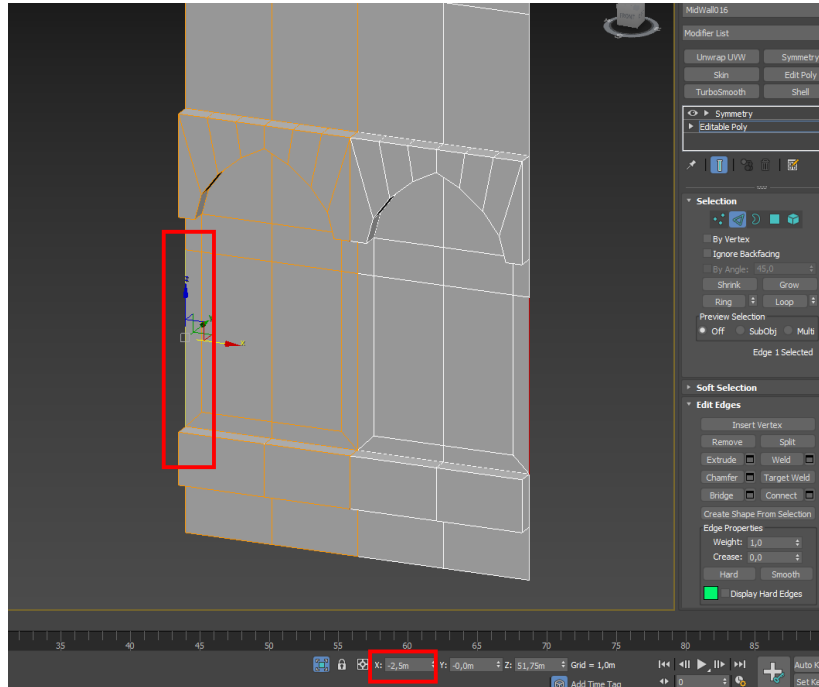 MidWall016
Modifier List
Unwrap UVW Symmetry
Skin Edit Poly
TurboSmooth Shell
Symmetry
Editable Poly
Selection
By Vertex
Ignore Backfacing
By Angle: 45,0
Shrink Grow
Ring Loop
Preview Selection
Off SubObj Multi
Edge 1 Selected
Soft Selection
Edit Edges
Insert Vertex
Remove Split
Extrude Weld
Chamfer Target Weld
Bridge Connect
Create Shape From Selection
Edge Properties
Weight: 1,0
Crease: 0,0
Hard Smooth
Display Hard Edges
z
y
x
35 40 45 50 55 60 65 70 75 80 85
X: -2,5m Y: -0,0m Z: 51,75m Grid = 1,0m
Auto K
Add Time Tag
0
Set Ke